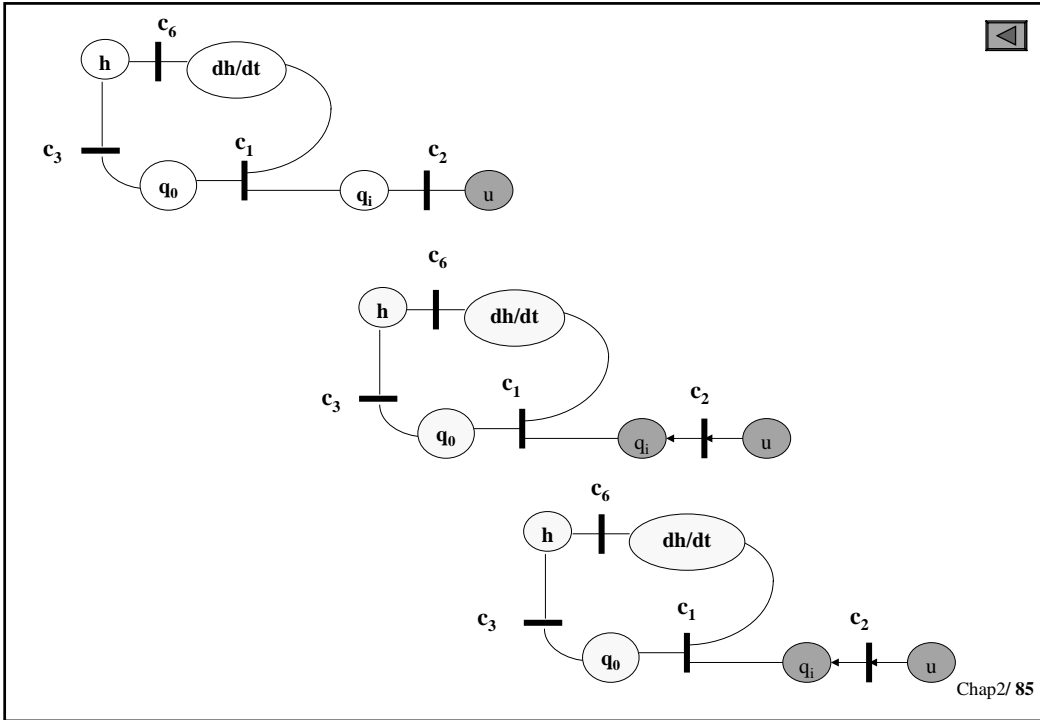 c₆
h
dh/dt
c₃
c₁
c₂
q₀
qᵢ
u
c₆
h
dh/dt
c₃
c₁
c₂
q₀
qᵢ
u
c₆
h
dh/dt
c₃
c₁
c₂
q₀
qᵢ
u
Chap2/ 85